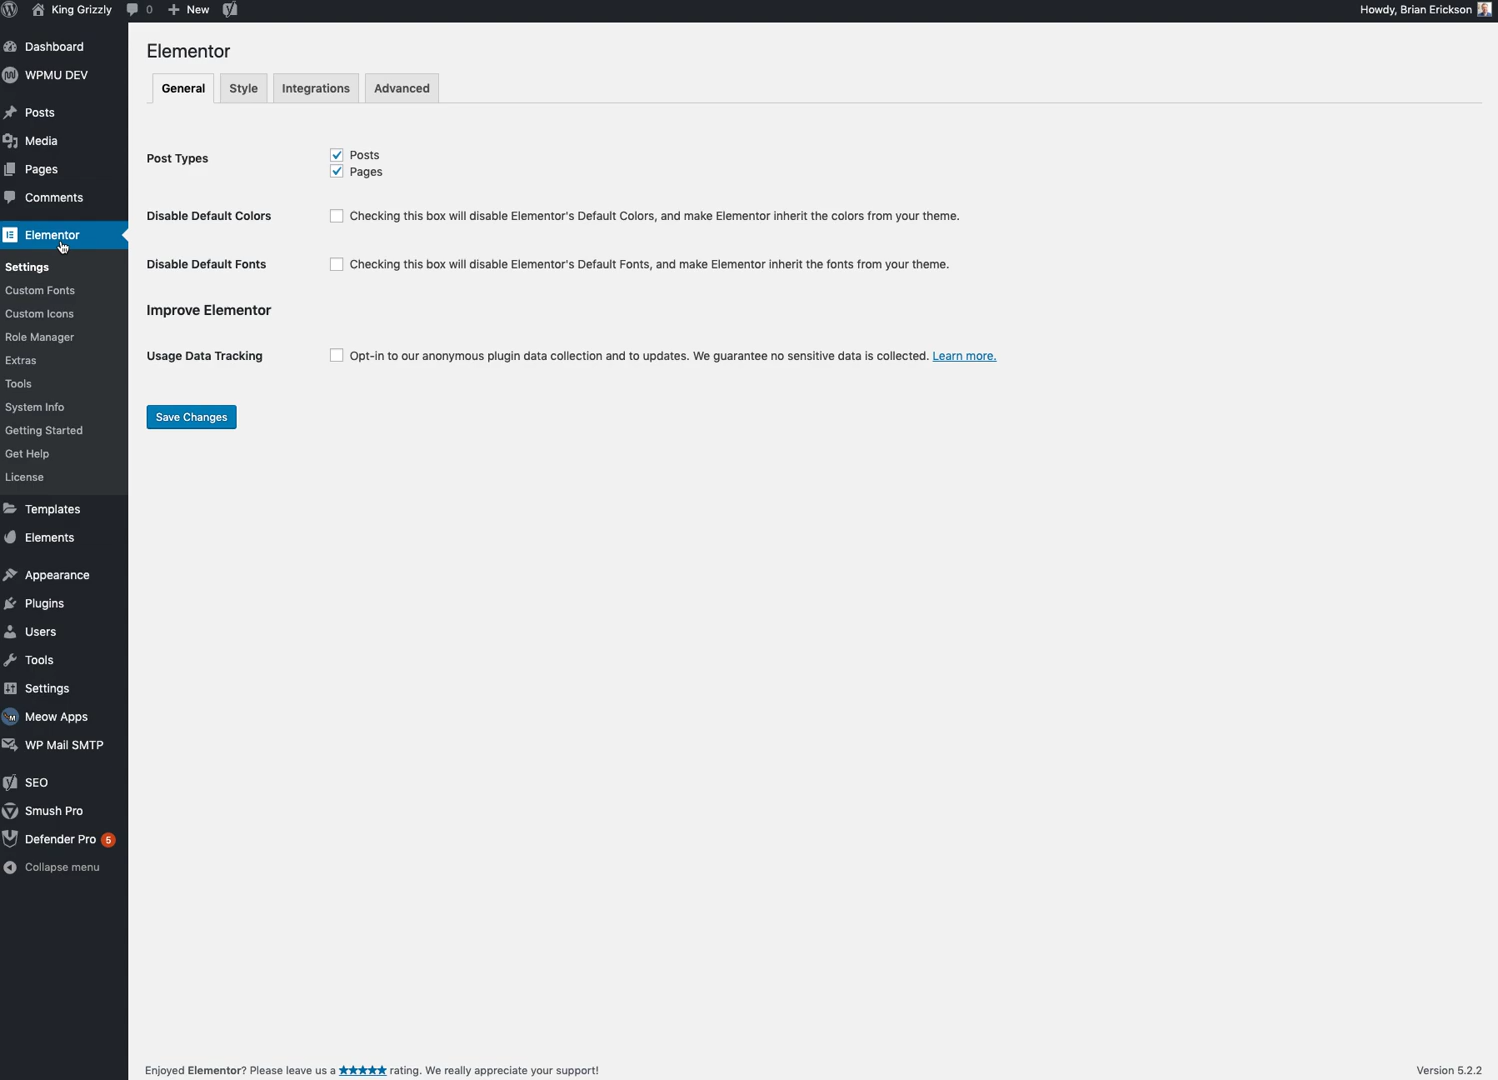 King Grizzly 0 New
Howdy, Brian Erickson
Dashboard
WPMU DEV
Posts
Media
Pages
Comments
Elementor
Settings
Custom Fonts
Custom Icons
Role Manager
Extras
Tools
System Info
Getting Started
Get Help
License
Templates
Elements
Appearance
Plugins
Users
Tools
Settings
Meow Apps
WP Mail SMTP
SEO
Smush Pro
Defender Pro 5
Collapse menu
Elementor
General Style Integrations Advanced
Post Types
Posts
Pages
Disable Default Colors
Checking this box will disable Elementor's Default Colors, and make Elementor inherit the colors from your theme.
Disable Default Fonts
Checking this box will disable Elementor's Default Fonts, and make Elementor inherit the fonts from your theme.
Improve Elementor
Usage Data Tracking
Opt-in to our anonymous plugin data collection and to updates. We guarantee no sensitive data is collected. Learn more.
Save Changes
Enjoyed Elementor? Please leave us a ★★★★★ rating. We really appreciate your support!
Version 5.2.2